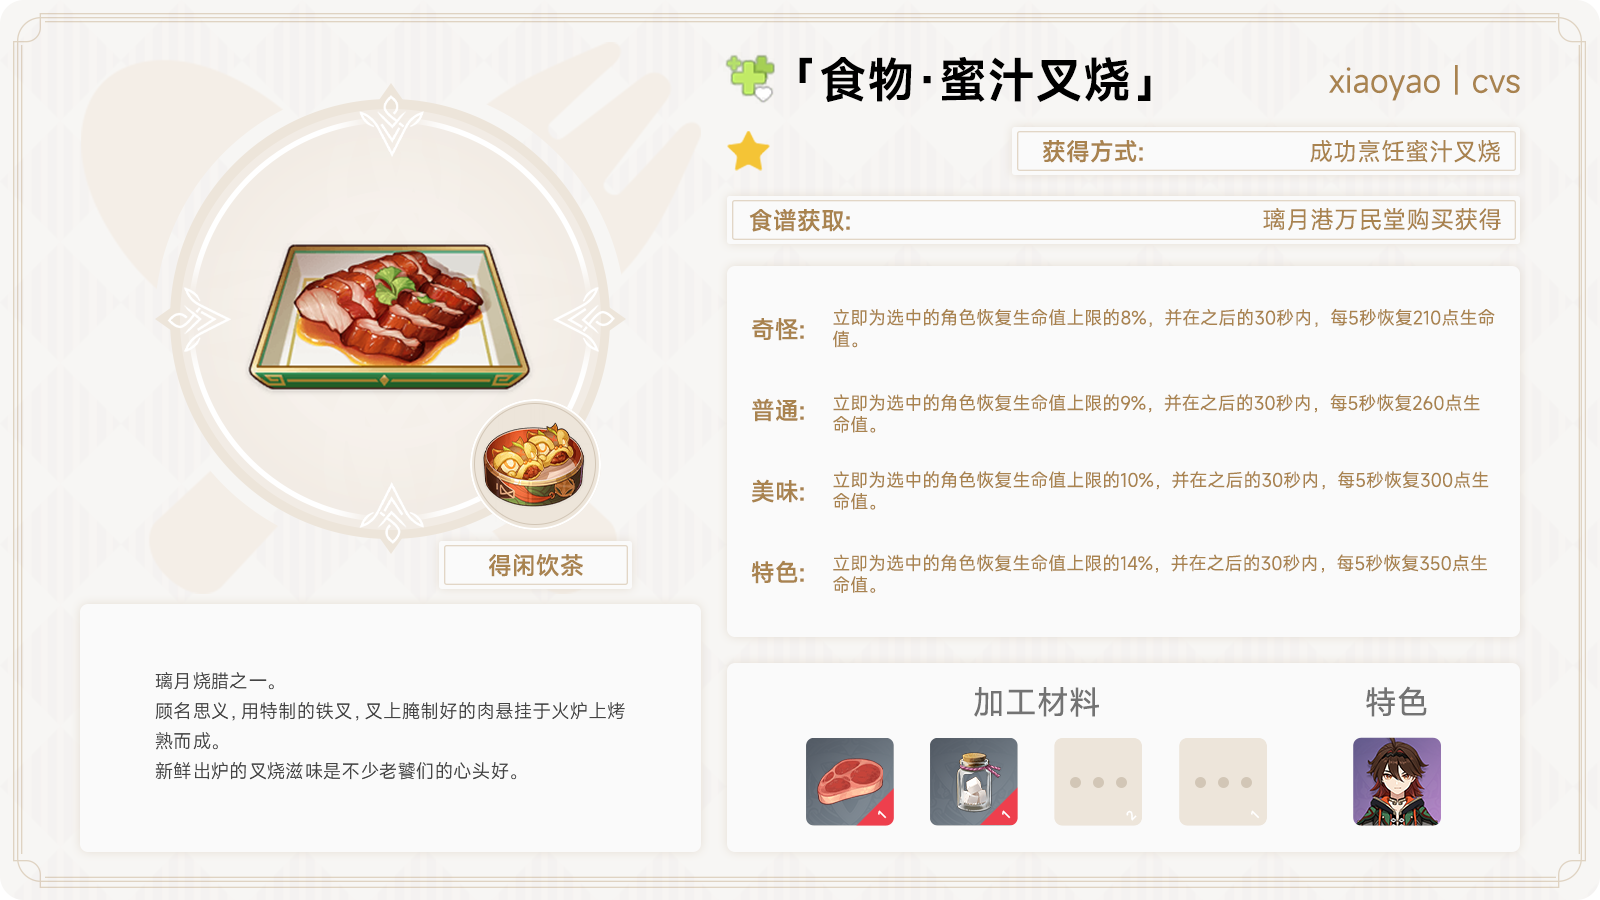 「食物·蜜汁叉烧」
xiaoyao | cvs
获得方式:
成功烹饪蜜汁叉烧
食谱获取:
璃月港万民堂购买获得
奇怪:
立即为选中的角色恢复生命值上限的8%，并在之后的30秒内，每5秒恢复210点生命
值。
普通:
立即为选中的角色恢复生命值上限的9%，并在之后的30秒内，每5秒恢复260点生
命值。
美味:
立即为选中的角色恢复生命值上限的10%，并在之后的30秒内，每5秒恢复300点生
命值。
特色:
立即为选中的角色恢复生命值上限的14%，并在之后的30秒内，每5秒恢复350点生
命值。
得闲饮茶
璃月烧腊之一。
顾名思义,用特制的铁叉,叉上腌制好的肉悬挂于火炉上烤
熟而成。
新鲜出炉的叉烧滋味是不少老饕们的心头好。
加工材料
特色
1
1
2
1